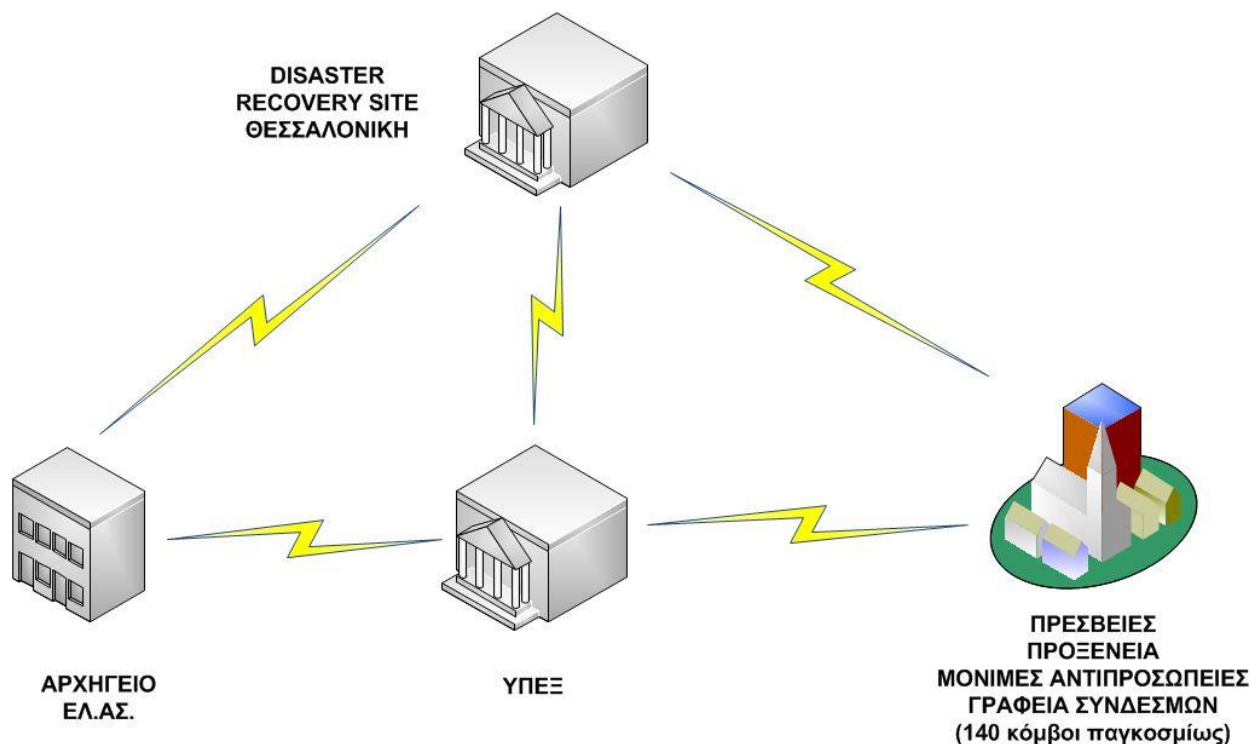 DISASTER
RECOVERY SITE
ΘΕΣΣΑΛΟΝΙΚΗ
ΑΡΧΗΓΕΙΟ
ΕΛ.ΑΣ.
ΥΠΕΞ
ΠΡΕΣΒΕΙΕΣ
ΠΡΟΞΕΝΕΙΑ
ΜΟΝΙΜΕΣ ΑΝΤΙΠΡΟΣΩΠΕΙΕΣ
ΓΡΑΦΕΙΑ ΣΥΝΔΕΣΜΩΝ
(140 κόμβοι παγκοσμίως)